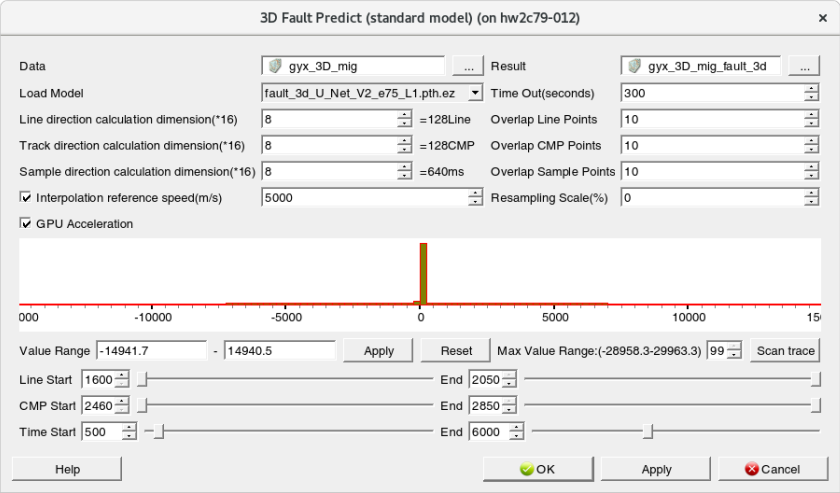 3D Fault Predict (standard model) (on hw2c79-012)
Data gyx_3D_mig ... Result gyx_3D_mig_fault_3d ...
Load Model fault_3d_U_Net_V2_e75_L1.pth.ez Time Out(seconds) 300
Line direction calculation dimension(*16) 8 =128Line Overlap Line Points 10
Track direction calculation dimension(*16) 8 =128CMP Overlap CMP Points 10
Sample direction calculation dimension(*16) 8 =640ms Overlap Sample Points 10
Interpolation reference speed(m/s) 5000 Resampling Scale(%) 0
GPU Acceleration
000 -10000 -5000 0 5000 10000 15
Value Range -14941.7 - 14940.5 Apply Reset Max Value Range:(-28958.3-29963.3) 99 Scan trace
Line Start 1600 End 2050
CMP Start 2460 End 2850
Time Start 500 End 6000
Help OK Apply Cancel